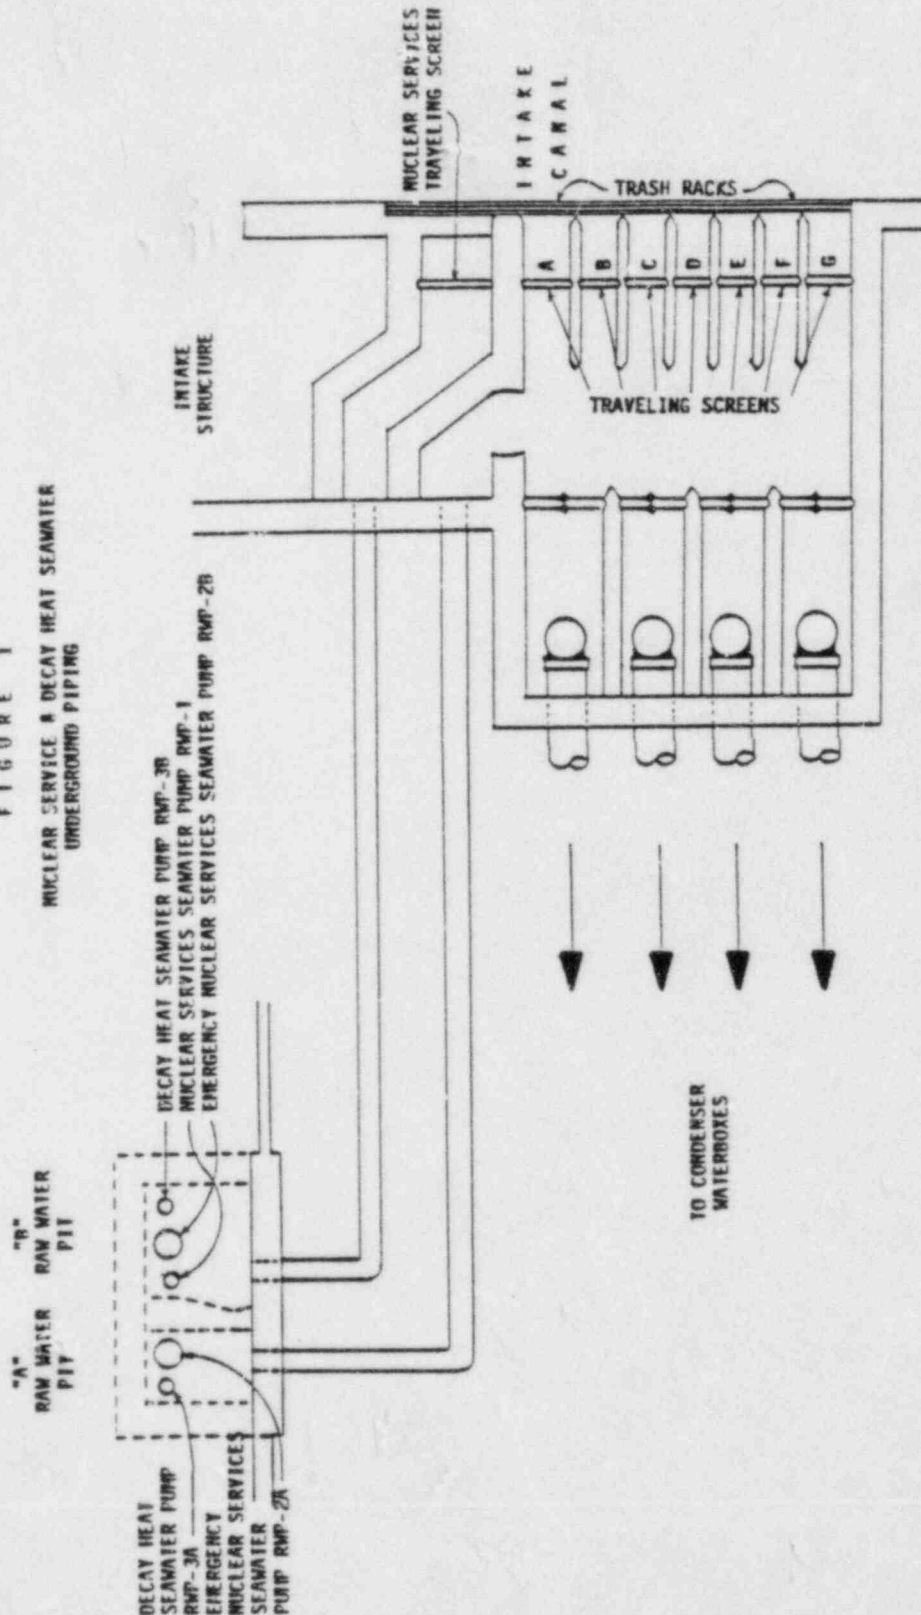 FIGURE 1
NUCLEAR SERVICE & DECAY HEAT SEAWATER
UNDERGROUND PIPING
"A"
RAW WATER
PIT
"B"
RAW WATER
PIT
DECAY HEAT SEAWATER PUMP RWP-3B
NUCLEAR SERVICES SEAWATER PUMP RWP-1
EMERGENCY NUCLEAR SERVICES SEAWATER PUMP RWP-2B
DECAY HEAT
SEAWATER PUMP
RWP-3A
EMERGENCY
NUCLEAR SERVICES
SEAWATER
PUMP RWP-2A
INTAKE
STRUCTURE
NUCLEAR SERVICES
TRAVELING SCREEN
INTAKE
CANAL
TRASH RACKS
A
B
C
D
E
F
G
TRAVELING SCREENS
TO CONDENSER
WATERBOXES